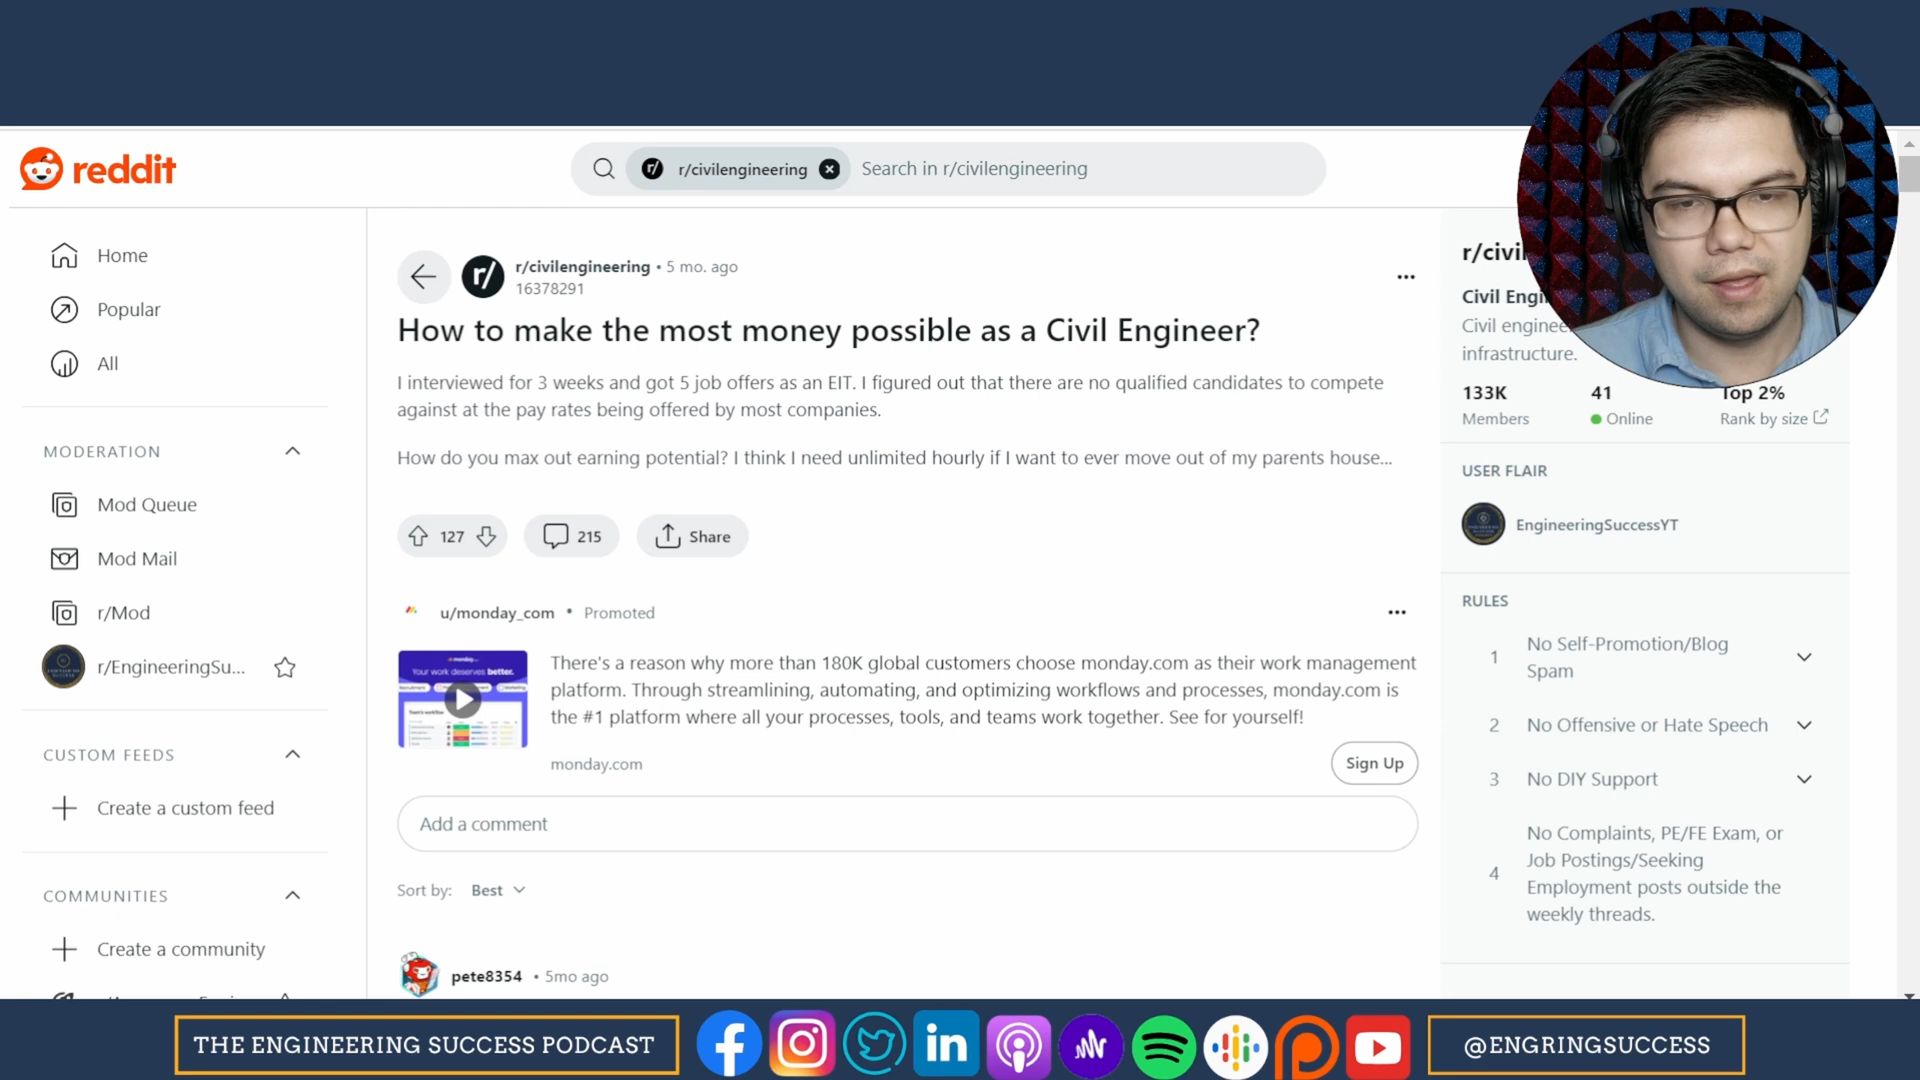 reddit
r/civilengineering
Search in r/civilengineering
Home
Popular
All
MODERATION
Mod Queue
Mod Mail
r/Mod
r/EngineeringSu...
CUSTOM FEEDS
Create a custom feed
COMMUNITIES
Create a community
r/
r/civilengineering • 5 mo. ago
16378291
How to make the most money possible as a Civil Engineer?
I interviewed for 3 weeks and got 5 job offers as an EIT. I figured out that there are no qualified candidates to compete
against at the pay rates being offered by most companies.
How do you max out earning potential? I think I need unlimited hourly if I want to ever move out of my parents house...
127
215
Share
u/monday_com • Promoted
Your work deserves better.
There's a reason why more than 180K global customers choose monday.com as their work management
platform. Through streamlining, automating, and optimizing workflows and processes, monday.com is
the #1 platform where all your processes, tools, and teams work together. See for yourself!
monday.com
Sign Up
Add a comment
Sort by: Best
pete8354 • 5mo ago
r/civil
Civil Engi
Civil enginee
infrastructure.
133K
Members
41
Online
Top 2%
Rank by size
USER FLAIR
EngineeringSuccessYT
RULES
1 No Self-Promotion/Blog
Spam
2 No Offensive or Hate Speech
3 No DIY Support
4 No Complaints, PE/FE Exam, or
Job Postings/Seeking
Employment posts outside the
weekly threads.
THE ENGINEERING SUCCESS PODCAST
@ENGRINGSUCCESS